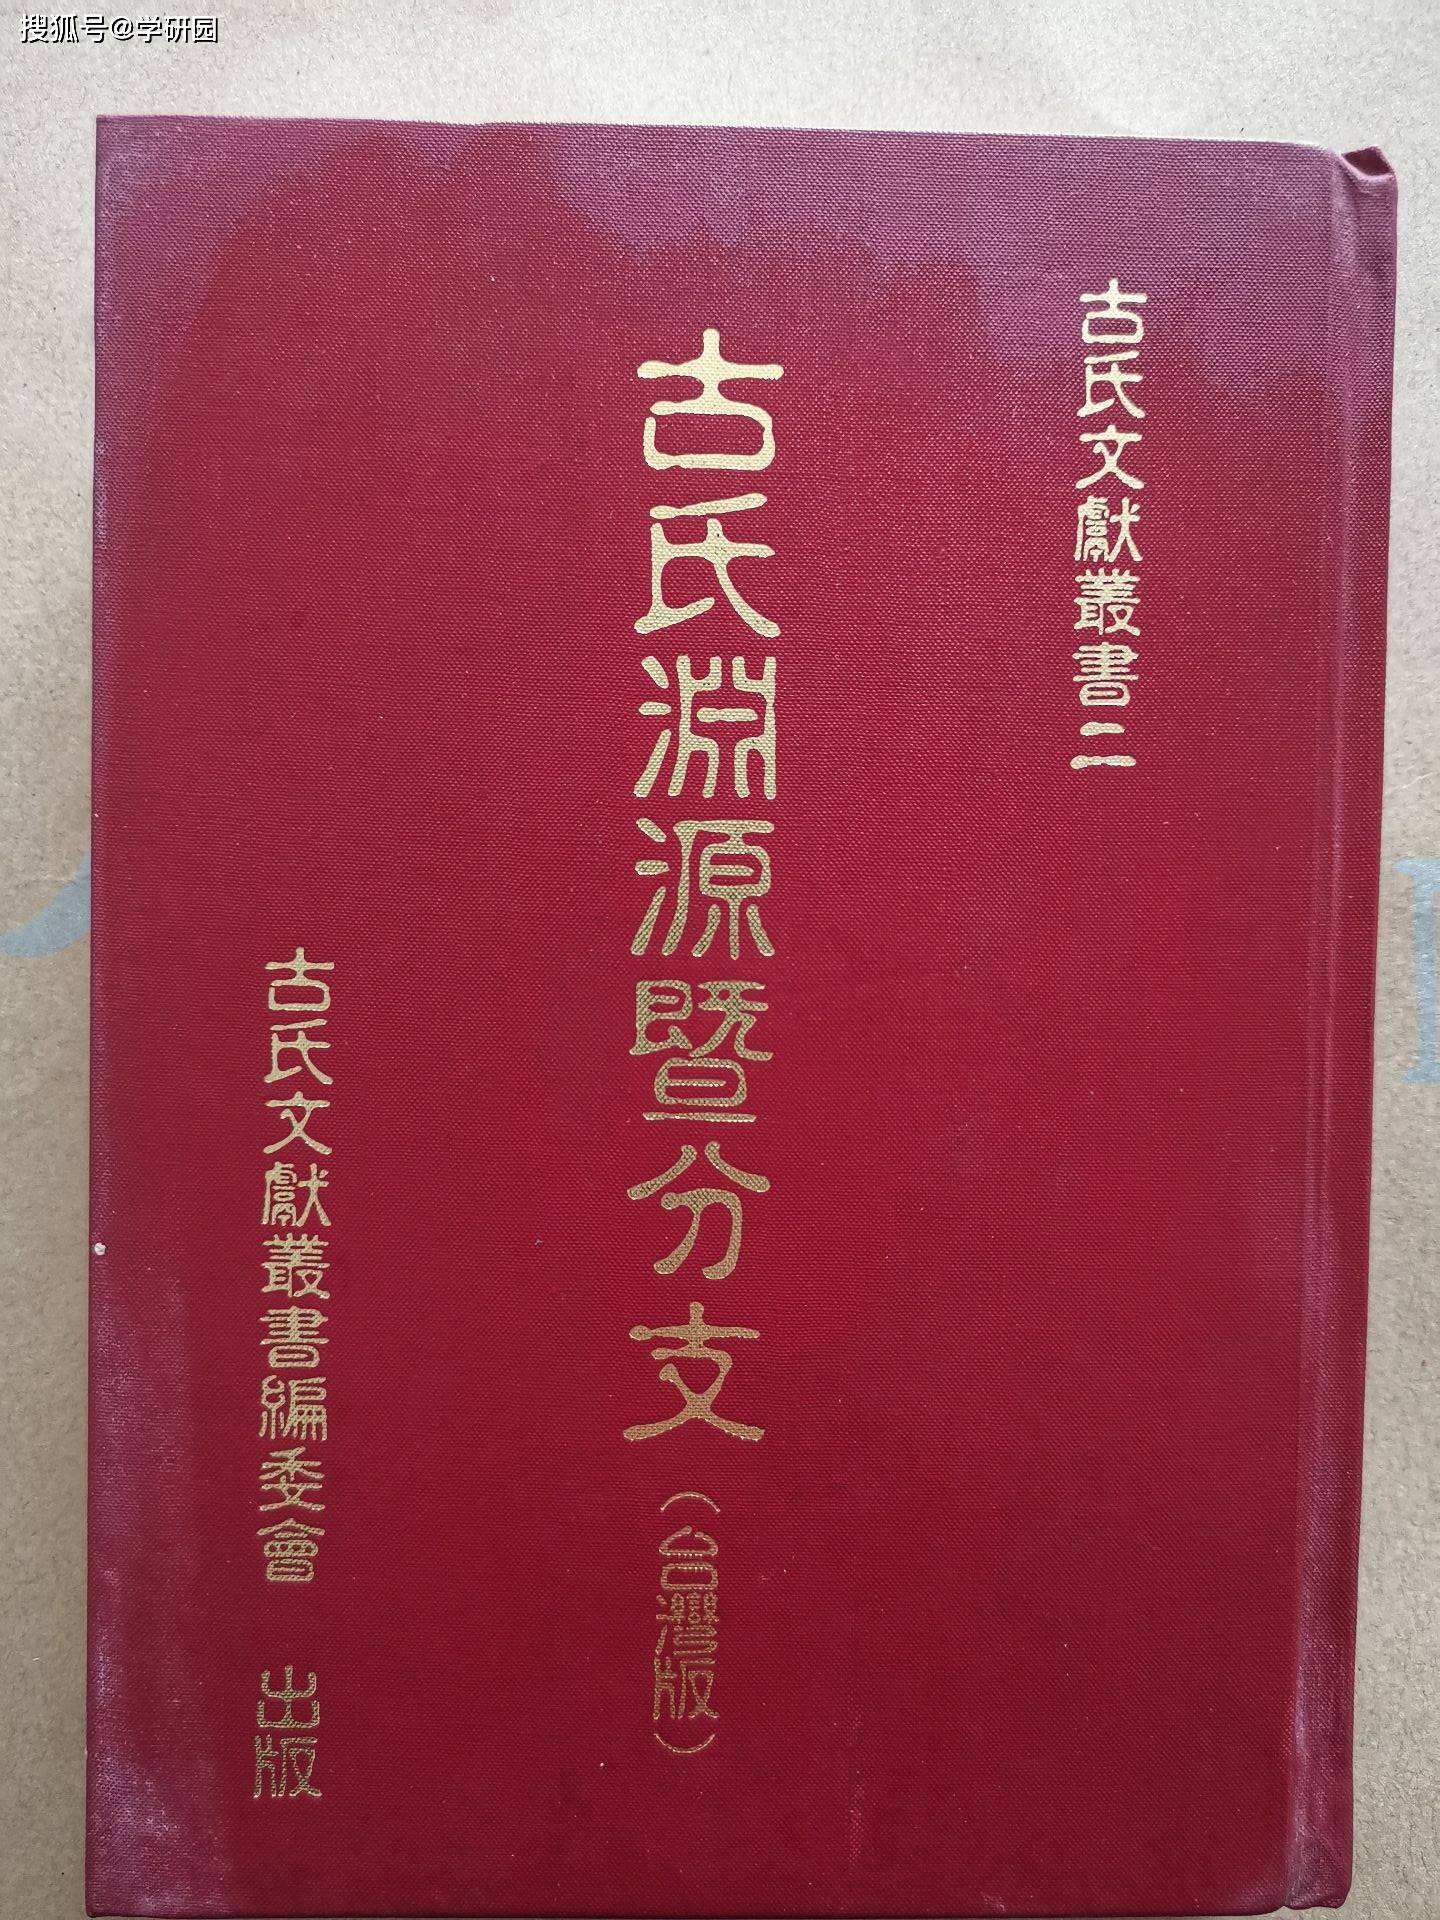 搜狐号@学研园
古氏文獻叢書二
古氏淵源暨分支(台灣版)
古氏文獻叢書編委會 出版